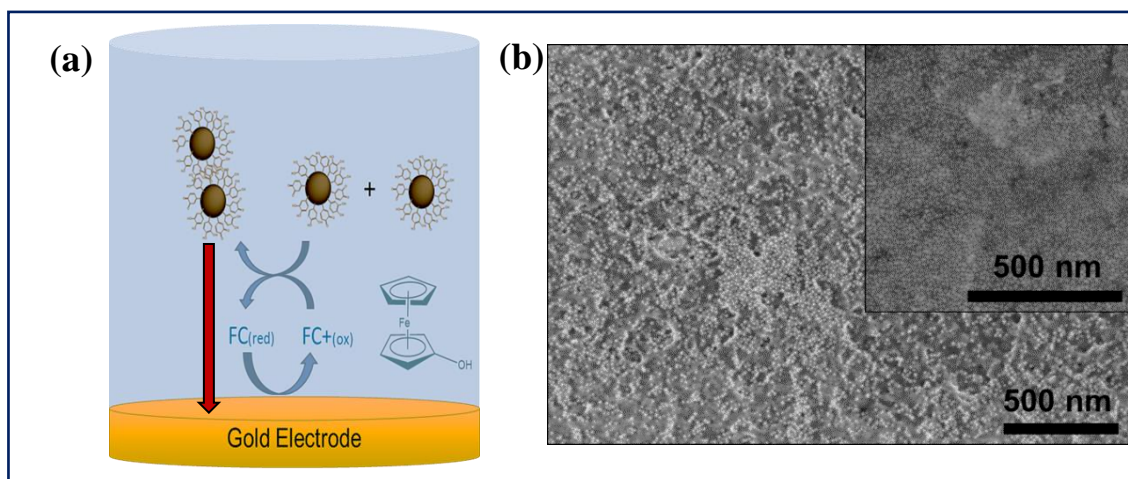 (a)
+
FC(red)
FC+(ox)
Fe
OH
Gold Electrode
(b)
500 nm
500 nm